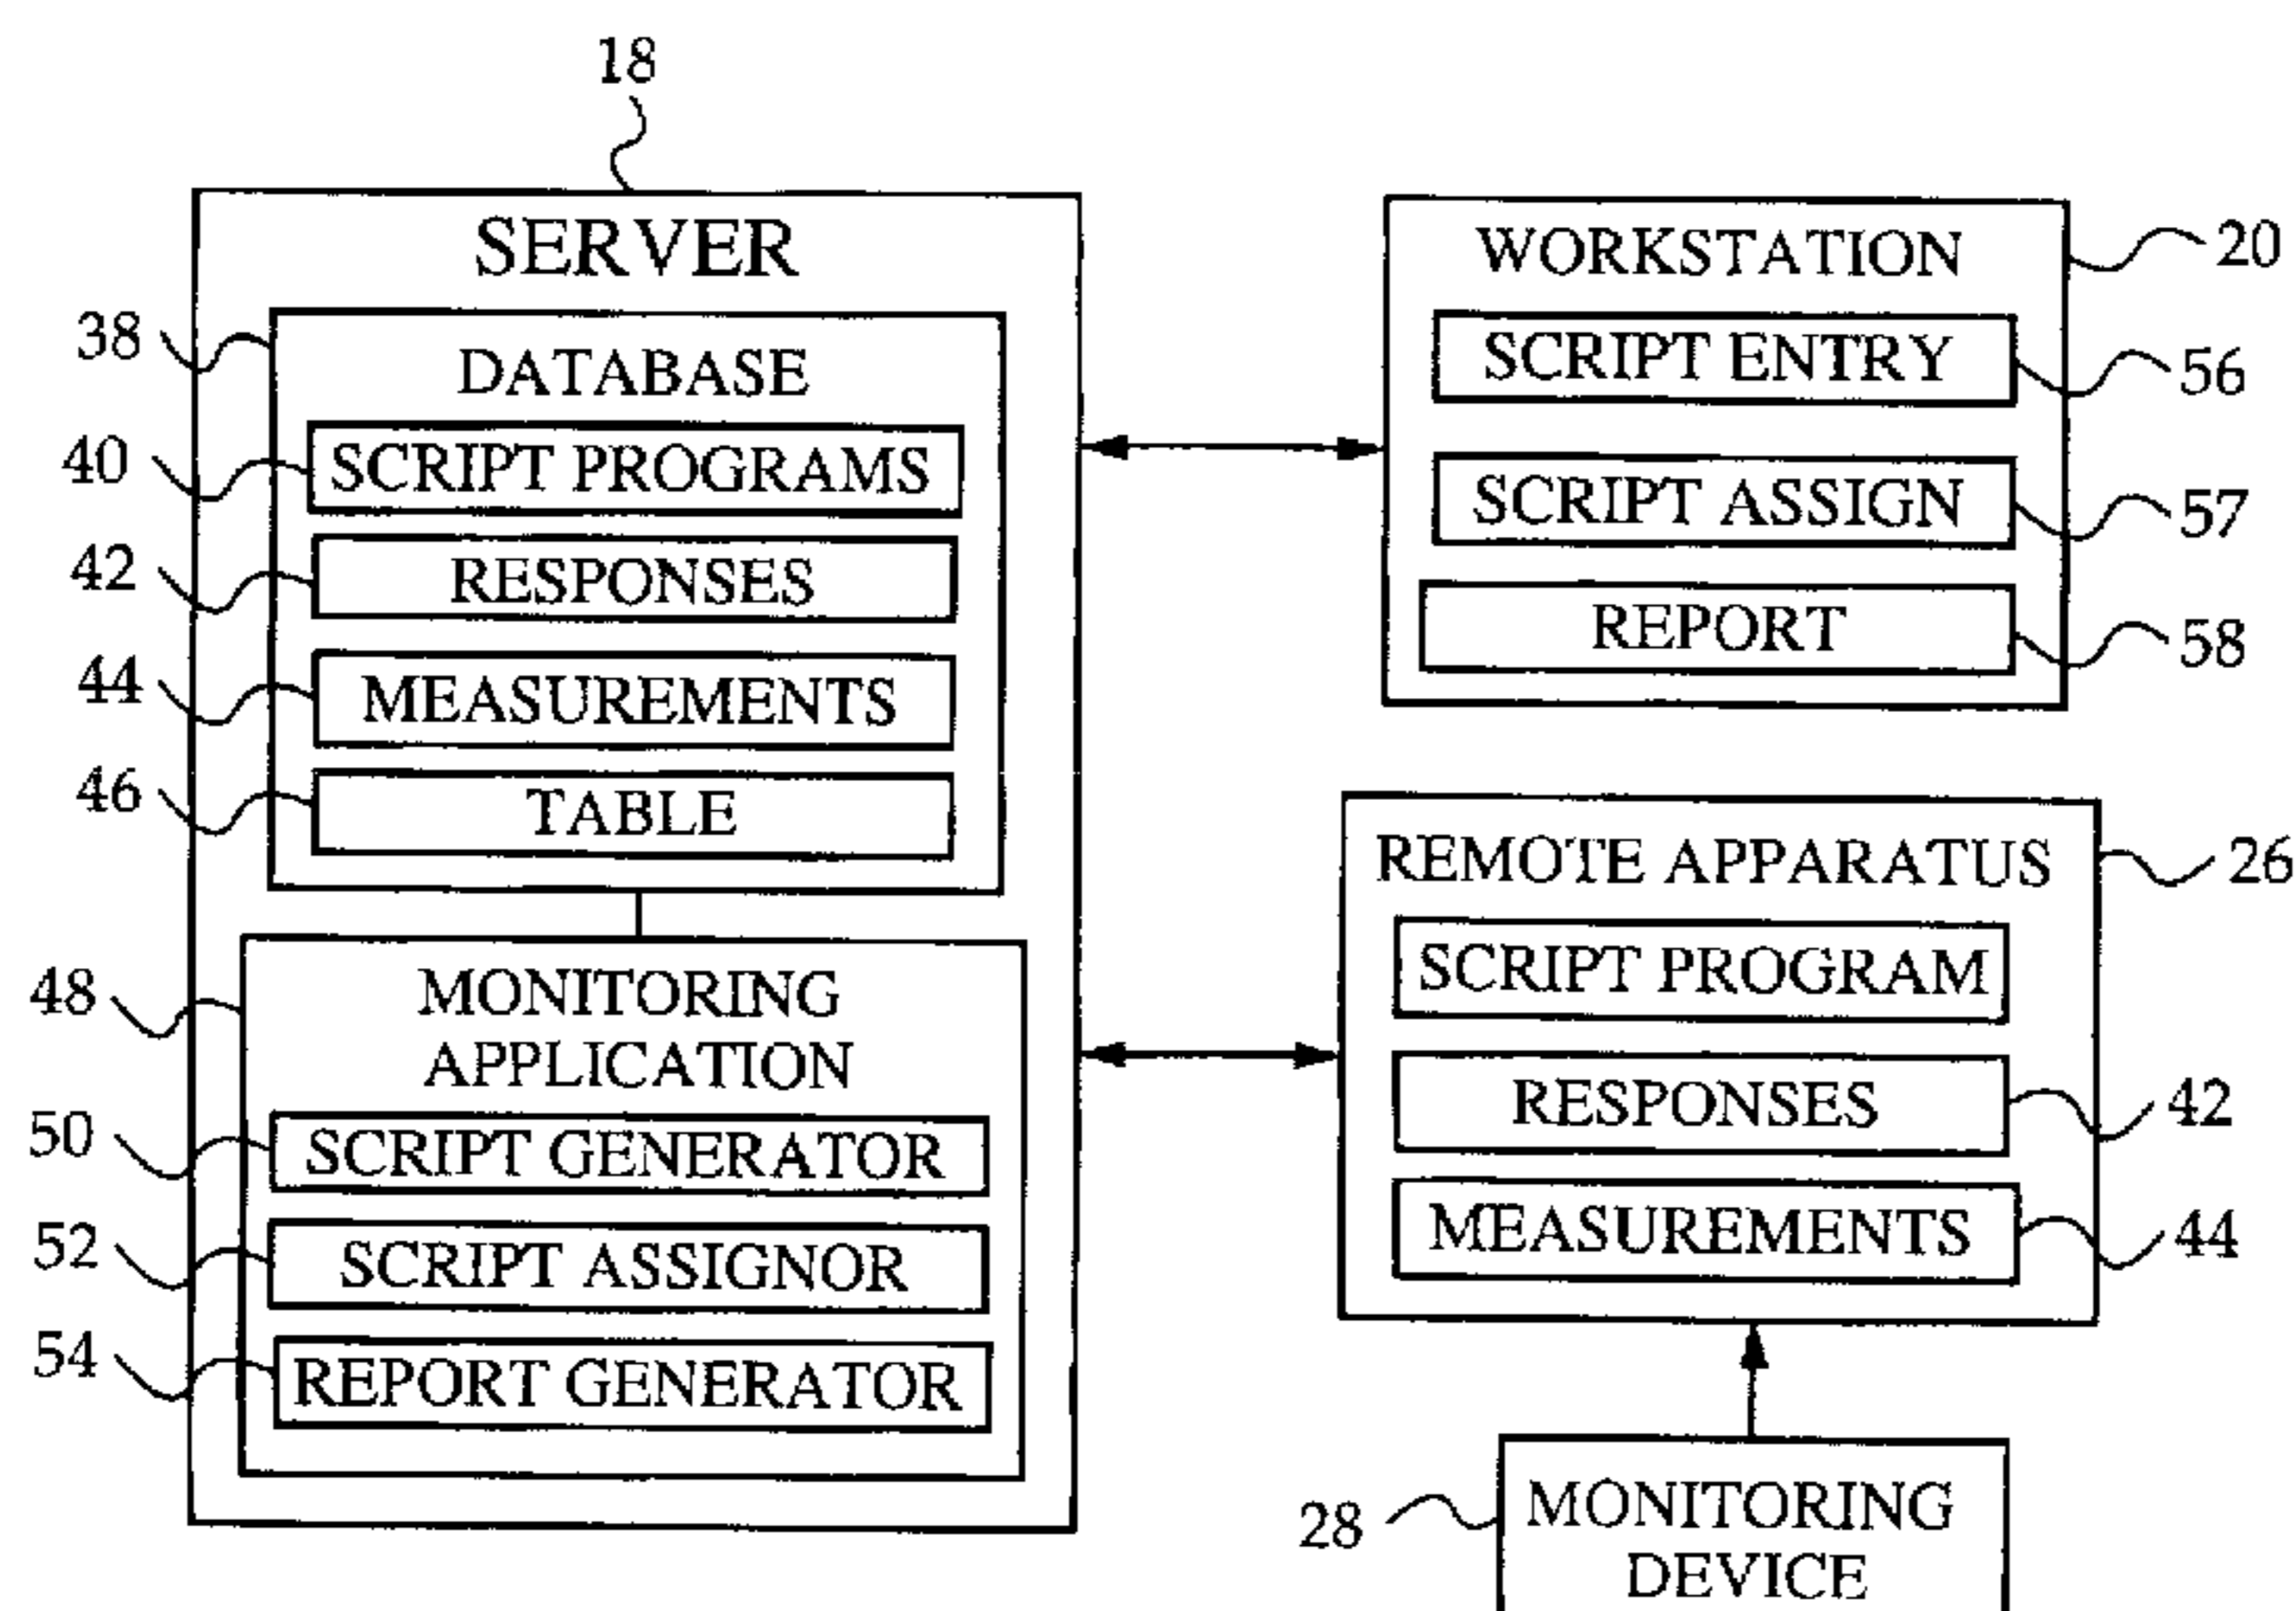 18
SERVER
38
DATABASE
40
SCRIPT PROGRAMS
42
RESPONSES
44
MEASUREMENTS
46
TABLE
48
MONITORING
APPLICATION
50
SCRIPT GENERATOR
52
SCRIPT ASSIGNOR
54
REPORT GENERATOR
WORKSTATION
20
SCRIPT ENTRY
56
SCRIPT ASSIGN
57
REPORT
58
REMOTE APPARATUS
26
SCRIPT PROGRAM
RESPONSES
42
MEASUREMENTS
44
28
MONITORING
DEVICE